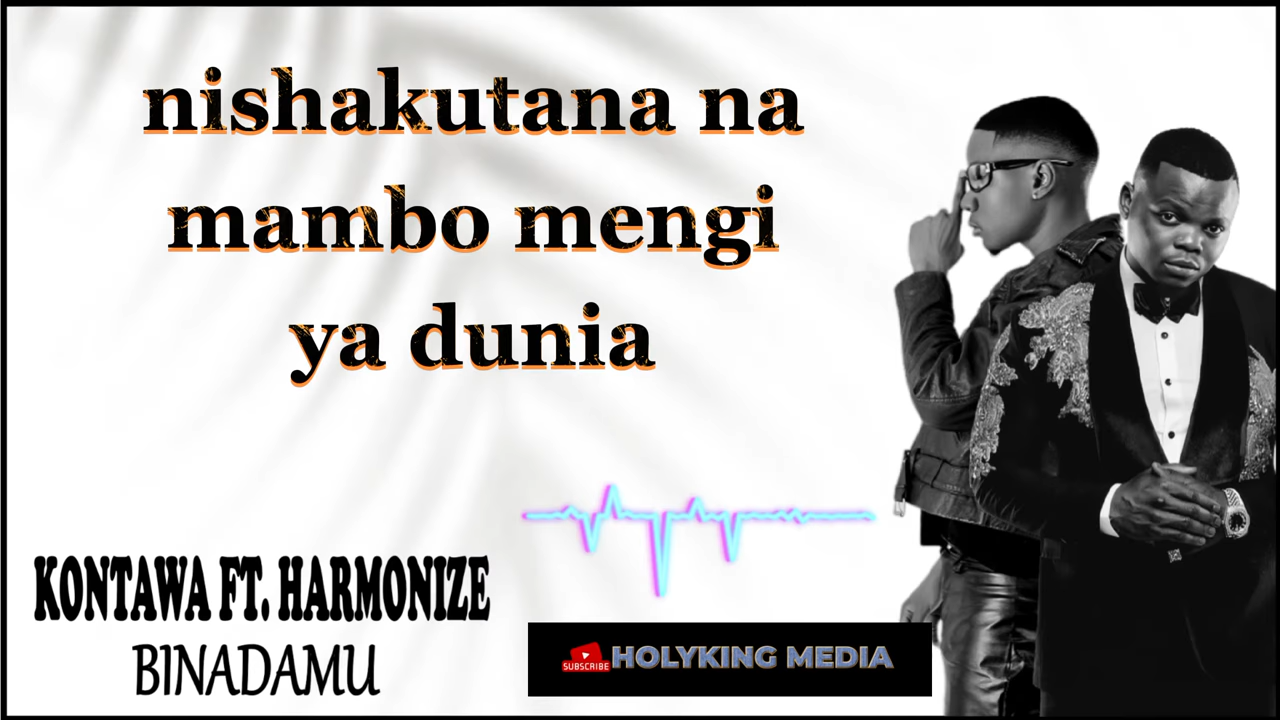 nishakutana na
mambo mengi
ya dunia
KONTAWA FT. HARMONIZE
BINADAMU
SUBSCRIBE HOLYKING MEDIA